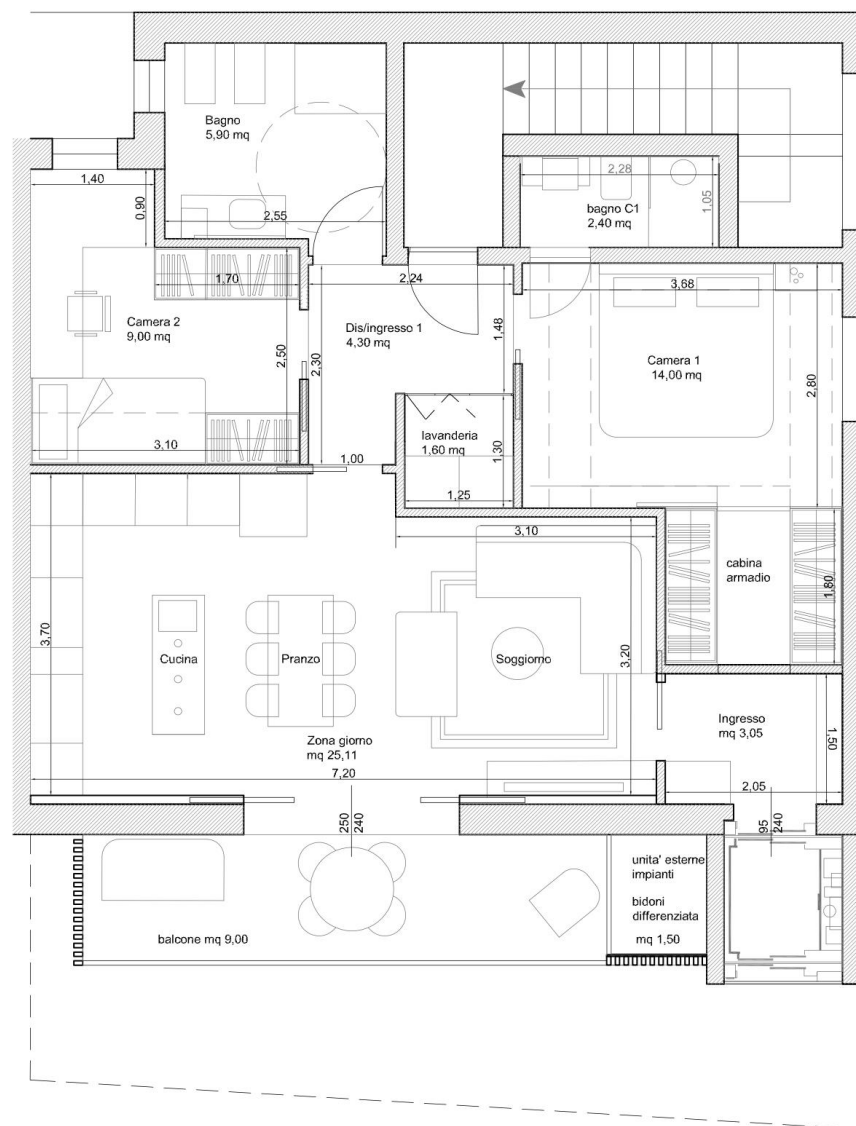 Bagno
5,90 mq
2,55
1,40
0,90
2,28
bagno C1
2,40 mq
1,05
1,70
2,24
3,68
Camera 2
9,00 mq
2,50
2,30
Dis/ingresso 1
4,30 mq
1,48
Camera 1
14,00 mq
2,80
3,10
1,00
lavanderia
1,60 mq
1,30
1,25
3,10
cabina
armadio
1,80
3,70
Cucina
Pranzo
Soggiorno
3,20
Zona giorno
mq 25,11
7,20
Ingresso
mq 3,05
1,50
2,05
250
240
95
240
unita' esterne
impianti
bidoni
differenziata
mq 1,50
balcone mq 9,00